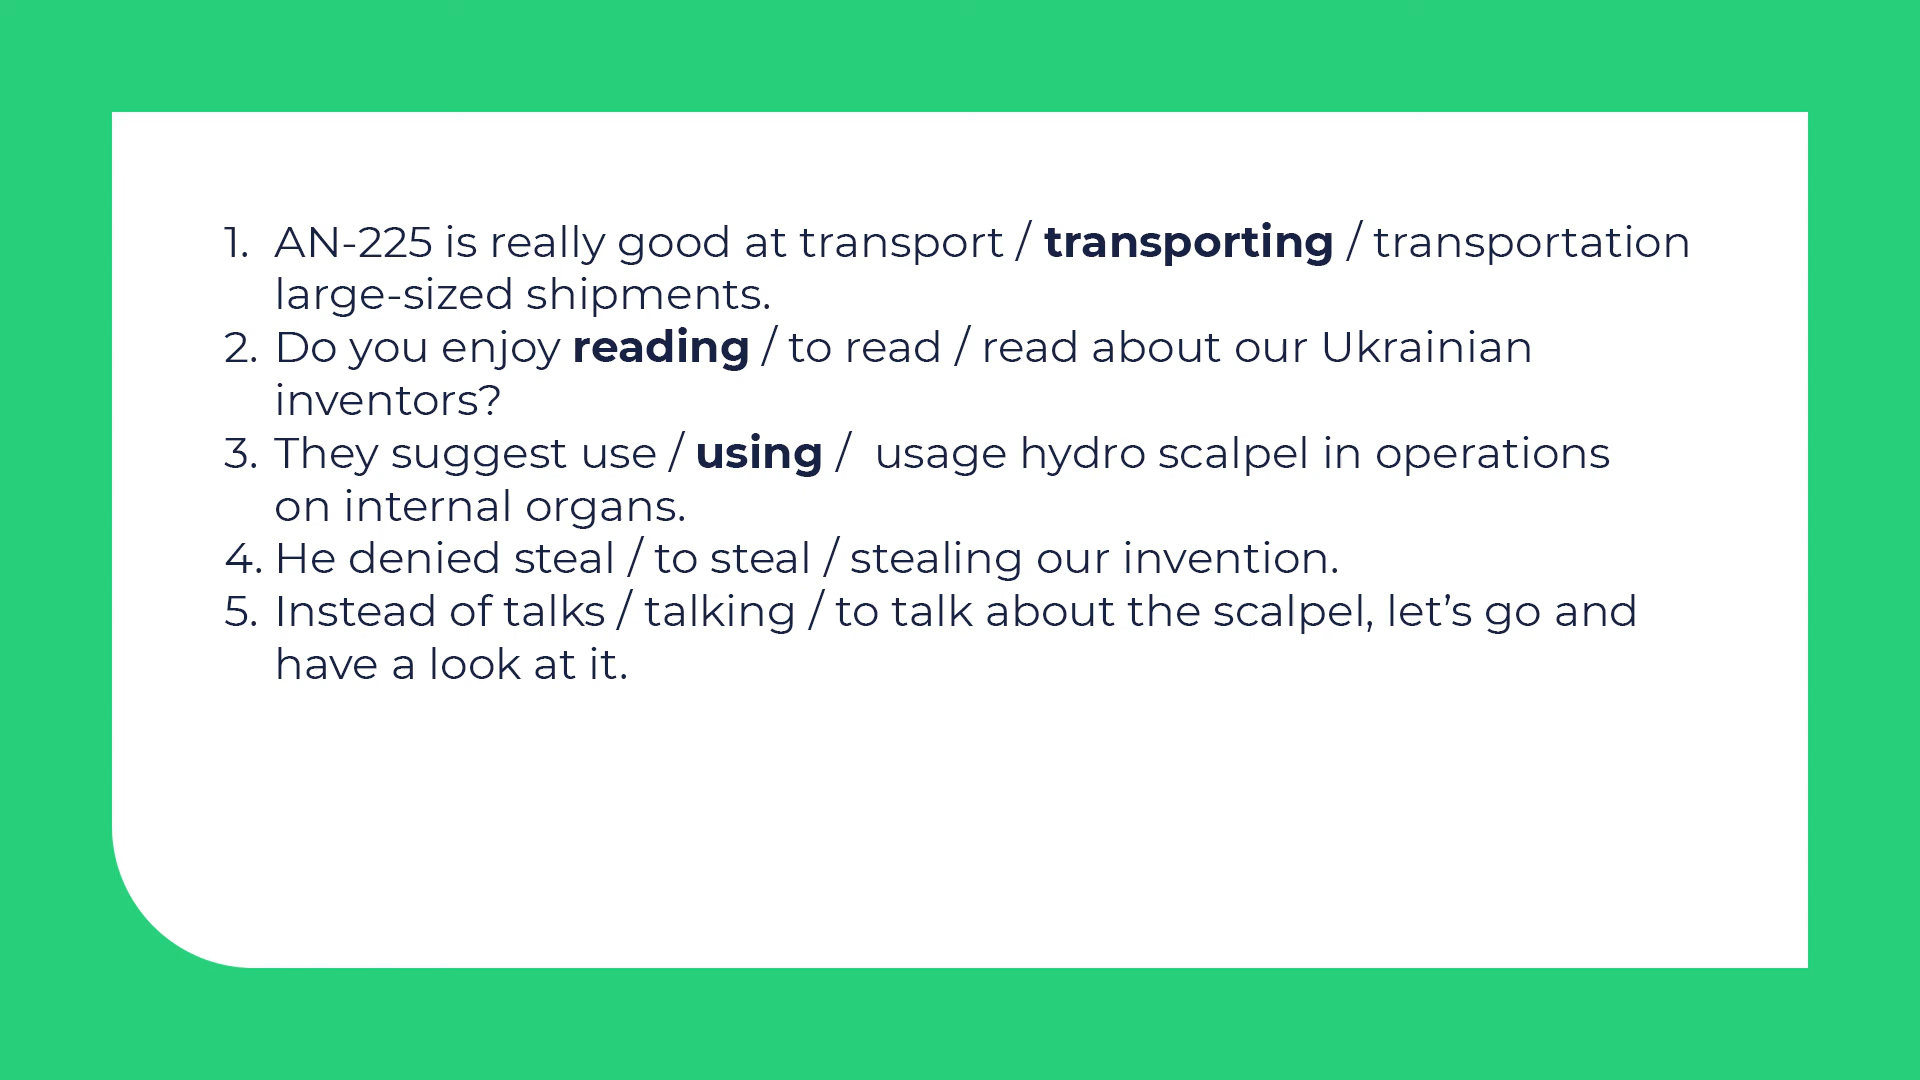 1. AN-225 is really good at transport / transporting / transportation
large-sized shipments.
2. Do you enjoy reading / to read / read about our Ukrainian
inventors?
3. They suggest use / using / usage hydro scalpel in operations
on internal organs.
4. He denied steal / to steal / stealing our invention.
5. Instead of talks / talking / to talk about the scalpel, let’s go and
have a look at it.